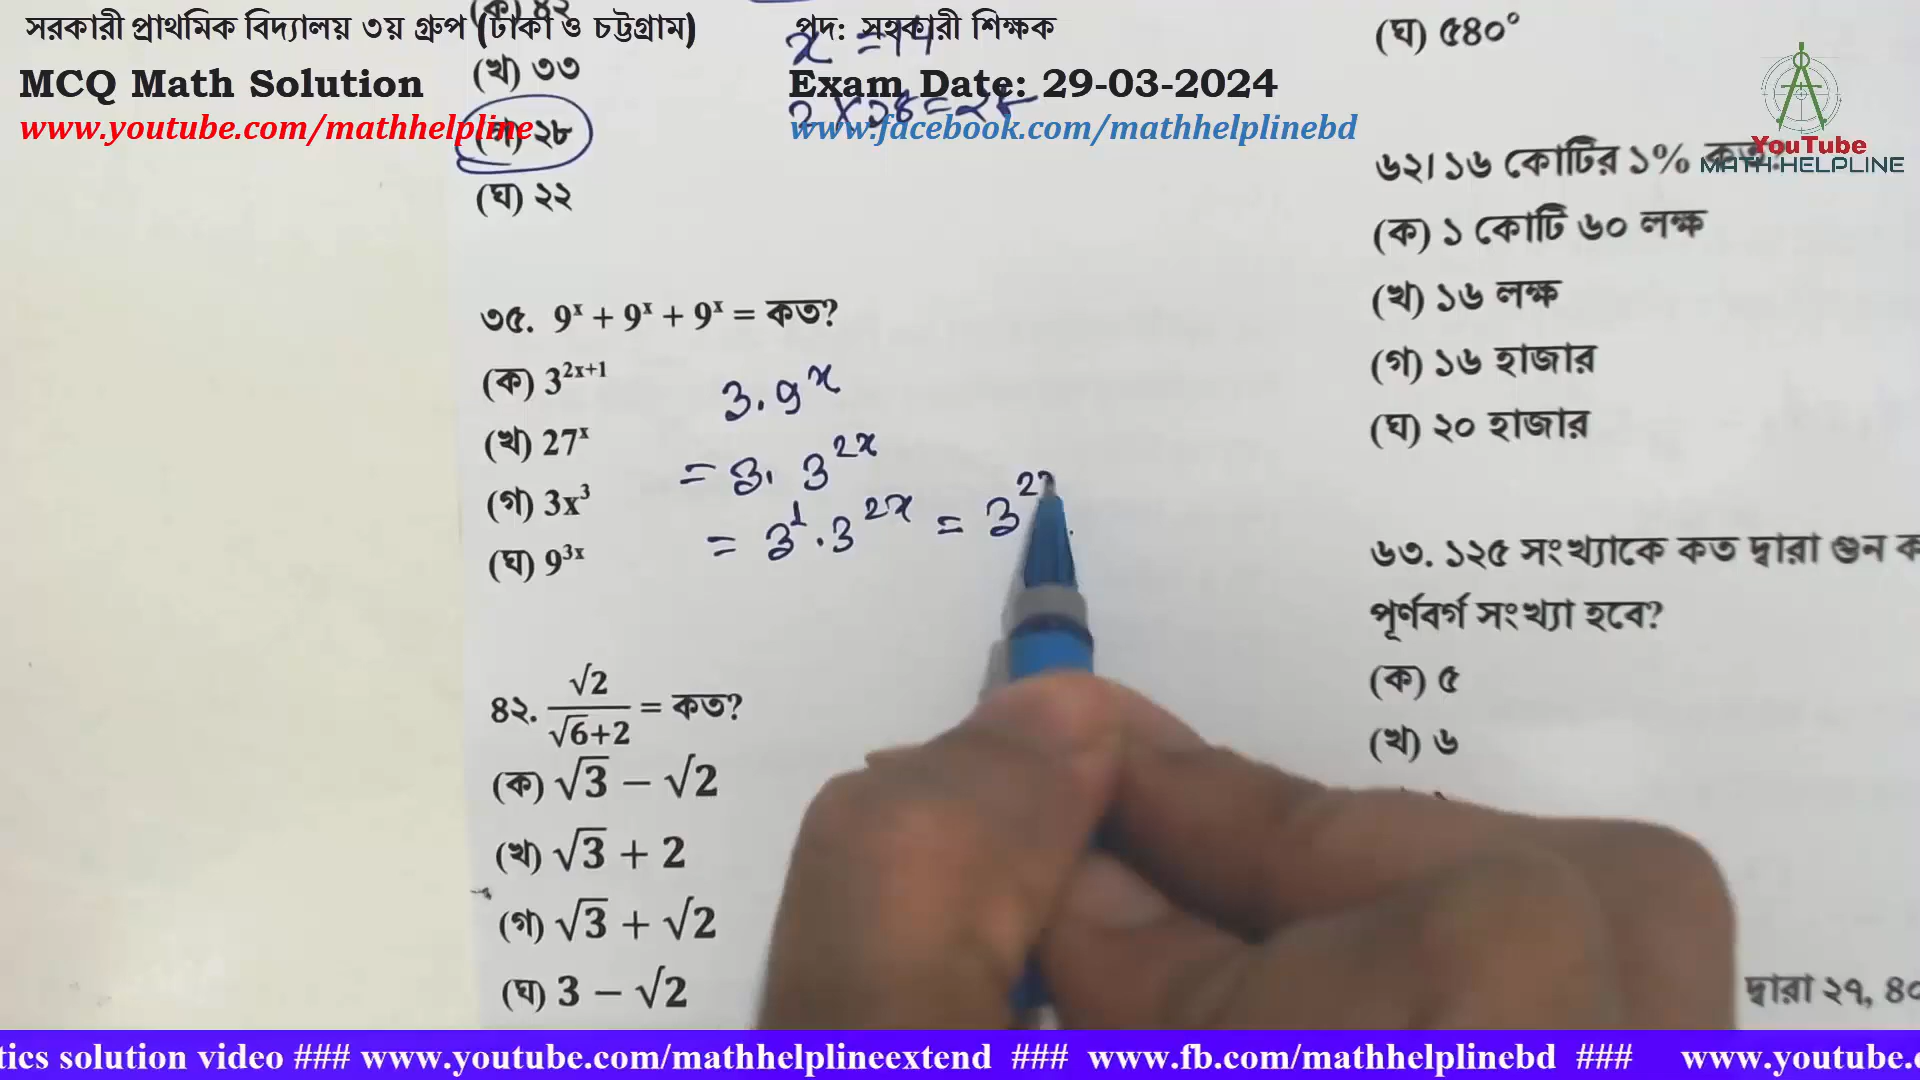 সরকারী প্রাথমিক বিদ্যালয় ৩য় গ্রুপ (ঢাকা ও চট্টগ্রাম)
পদ: সহকারী শিক্ষক
MCQ Math Solution
Exam Date: 29-03-2024
www.youtube.com/mathhelpline
www.facebook.com/mathhelplinebd
YouTube
MATH HELPLINE
(ক) ৪২
(খ) ৩৩
(গ) ২৮
(ঘ) ২২
x = 14
৩৫. 9ˣ + 9ˣ + 9ˣ = কত?
(ক) 3²ˣ⁺¹
(খ) 27ˣ
(গ) 3x³
(ঘ) 9³ˣ
3 . 9ˣ
= 3 . 3²ˣ
= 3¹ . 3²ˣ = 3²
৪২. √2/(√6+2) = কত?
(ক) √3 − √2
(খ) √3 + 2
(গ) √3 + √2
(ঘ) 3 − √2
(ঘ) ৫৪০°
৬২। ১৬ কোটির ১% কত?
(ক) ১ কোটি ৬০ লক্ষ
(খ) ১৬ লক্ষ
(গ) ১৬ হাজার
(ঘ) ২০ হাজার
৬৩. ১২৫ সংখ্যাকে কত দ্বারা গুন ক
পূর্ণবর্গ সংখ্যা হবে?
(ক) ৫
(খ) ৬
দ্বারা ২৭, ৪০
tics solution video ### www.youtube.com/mathhelplineextend ### www.fb.com/mathhelplinebd ### www.youtube.c